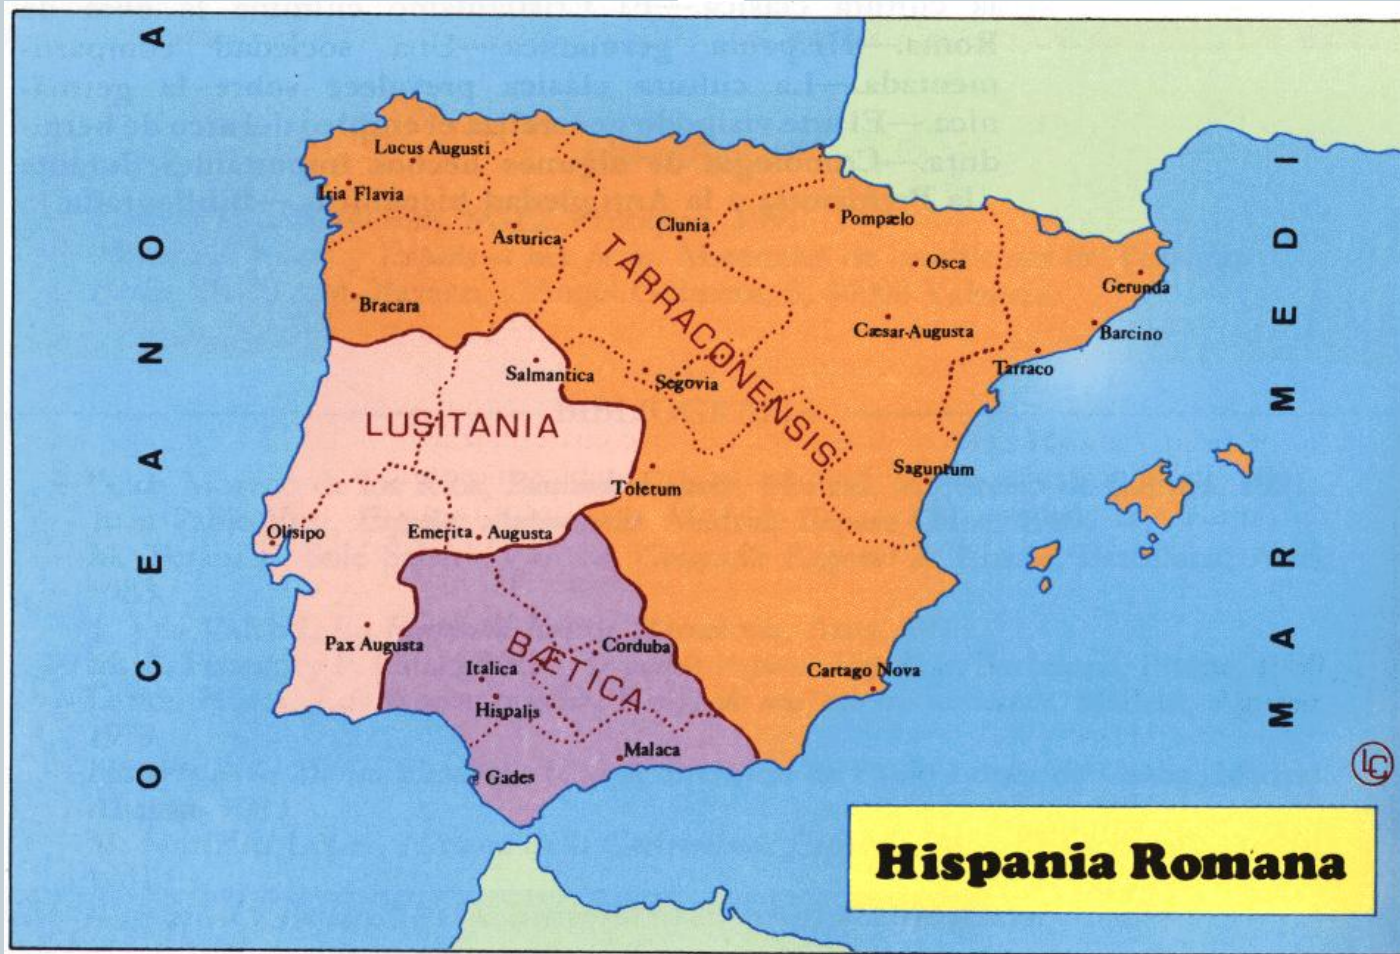 Lucus Augusti
Iria Flavia
Asturica
Clunia
Pompælo
Osca
Gerunda
Bracara
Cæsar-Augusta
Barcino
Tarraco
TARRACONENSIS
Salmantica
Segovia
LUSITANIA
Saguntum
Toletum
Olisipo
Emerita Augusta
Pax Augusta
BÆTICA
Corduba
Italica
Hispalis
Cartago Nova
Malaca
Gades
OCEANO A
MAR MEDI
LC
Hispania Romana